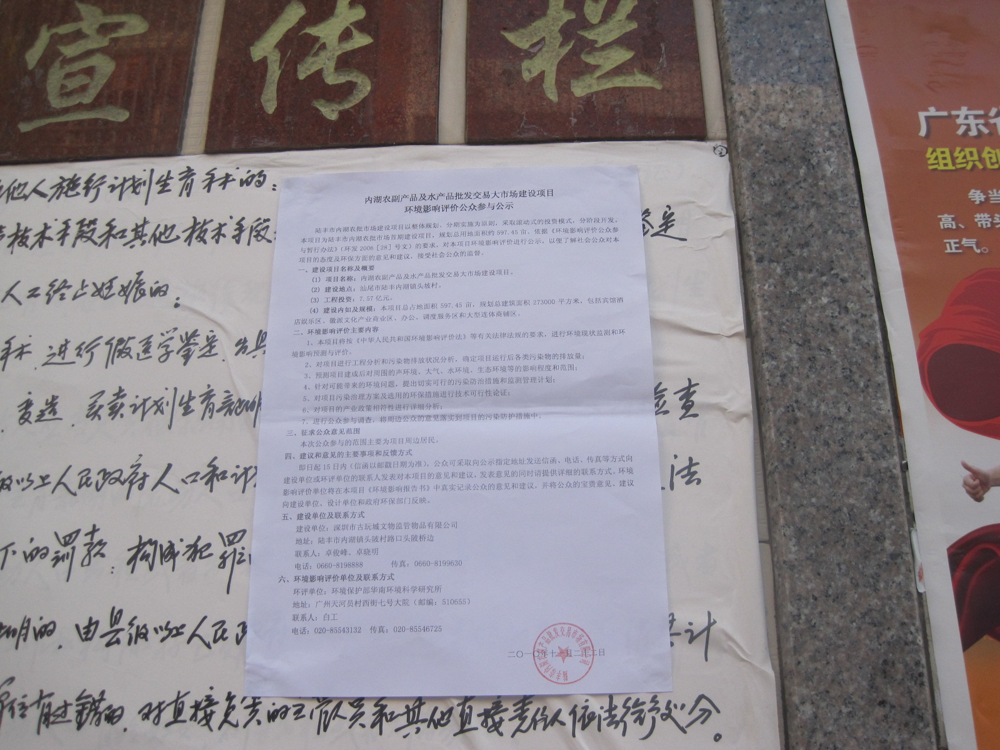 宣传栏
广东省
组织创
争当
高、带头
正气。
他人施行计划生育手术的：
技术手段和其他技术手段
鉴定
人工终止妊娠的：
手术，进行假医学鉴定，出具
变造，买卖计划生育证明
检查
级以上人民政府人口和计
法
下的罚款；构成犯罪
明的，由县级以上人民政
计
有过错的，对直接负责的主管人员和其他直接责任人依法给予处分。
内湖农副产品及水产品批发交易大市场建设项目
环境影响评价公众参与公示
陆丰市内湖农批市场建设项目以整体规划、分期实施为原则，采取滚动式的投资模式，分阶段开发。
本项目为陆丰市内湖农批市场首期建设项目，规划总用地面积约597.45亩。依据《环境影响评价公众参
与暂行办法》（环发2006［28］号文）的要求，对本项目环境影响评价进行公示，以便了解社会公众对本
项目的态度及环保方面的意见和建议，接受社会公众的监督。
一、建设项目名称及概要
（1）项目名称：内湖农副产品及水产品批发交易大市场建设项目。
（2）建设地点：汕尾市陆丰内湖镇头坡村。
（3）工程投资：7.57亿元。
（4）建设内如及规模：本项目总占地面积597.45亩，规划总建筑面积273000平方米，包括宾馆酒
店娱乐区、徽派文化产业商业区、办公、调度服务区和大型连体商铺区。
二、环境影响评价主要内容
1、本项目将按《中华人民共和国环境影响评价法》等有关法律法规的要求，进行环境现状监测和环
境影响预测与评价。
2、对项目进行工程分析和污染物排放状况分析，确定项目运行后各类污染物的排放量；
3、预测项目建成后对周围的声环境、大气、水环境、生态环境等的影响程度和范围；
4、针对可能带来的环境问题，提出切实可行的污染防治措施和监测管理计划；
5、对项目污染治理方案及选用的环保措施进行技术可行性论证；
6、对项目的产业政策相符性进行详细分析；
7、进行公众参与调查，将周边公众的意见落实到项目的污染防护措施中。
三、征求公众意见范围
本次公众参与的范围主要为项目周边居民。
四、建议和意见的主要事项和反馈方式
即日起15日内（信函以邮戳日期为准），公众可采取向公示指定地址发送信函、电话、传真等方式向
建设单位或环评单位的联系人发表对本项目的意见和建议，发表意见的同时请提供详细的联系方式。环境
影响评价单位将在本项目《环境影响报告书》中真实记录公众的意见和建议，并将公众的宝贵意见、建议
向建设单位、设计单位和政府环保部门反映。
五、建设单位及联系方式
建设单位：深圳市古玩城文物监管物品有限公司
地址：陆丰市内湖镇头陂村路口头陂桥边
联系人：卓俊峰、卓晓明
电话：0660-8198888 传真：0660-8199630
六、环境影响评价单位及联系方式
环评单位：环境保护部华南环境科学研究所
地址：广州天河员村西街七号大院（邮编：510655）
联系人：白工
电话：020-85543132 传真：020-85546725
二〇一〇年十一月二十二日